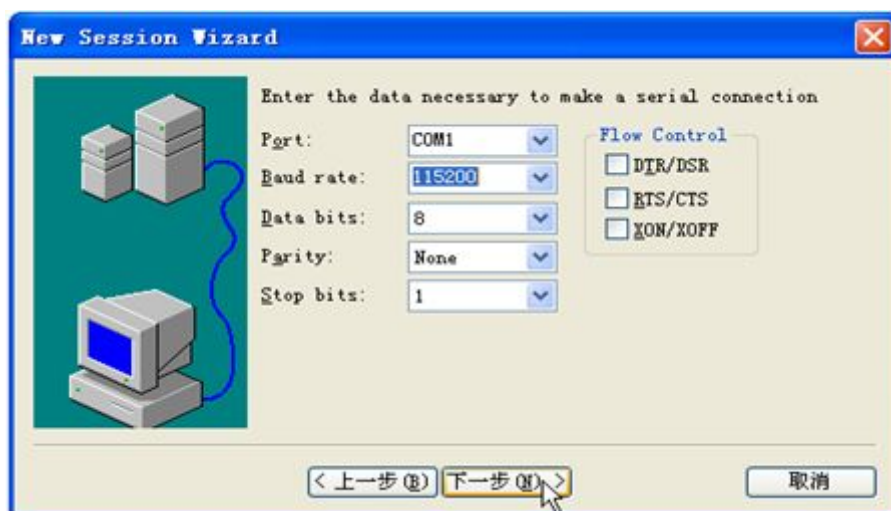 New Session Wizard
Enter the data necessary to make a serial connection
Port: COM1
Baud rate: 115200
Data bits: 8
Parity: None
Stop bits: 1
Flow Control
DTR/DSR
RTS/CTS
XON/XOFF
< 上一步(B) 下一步(N) > 取消